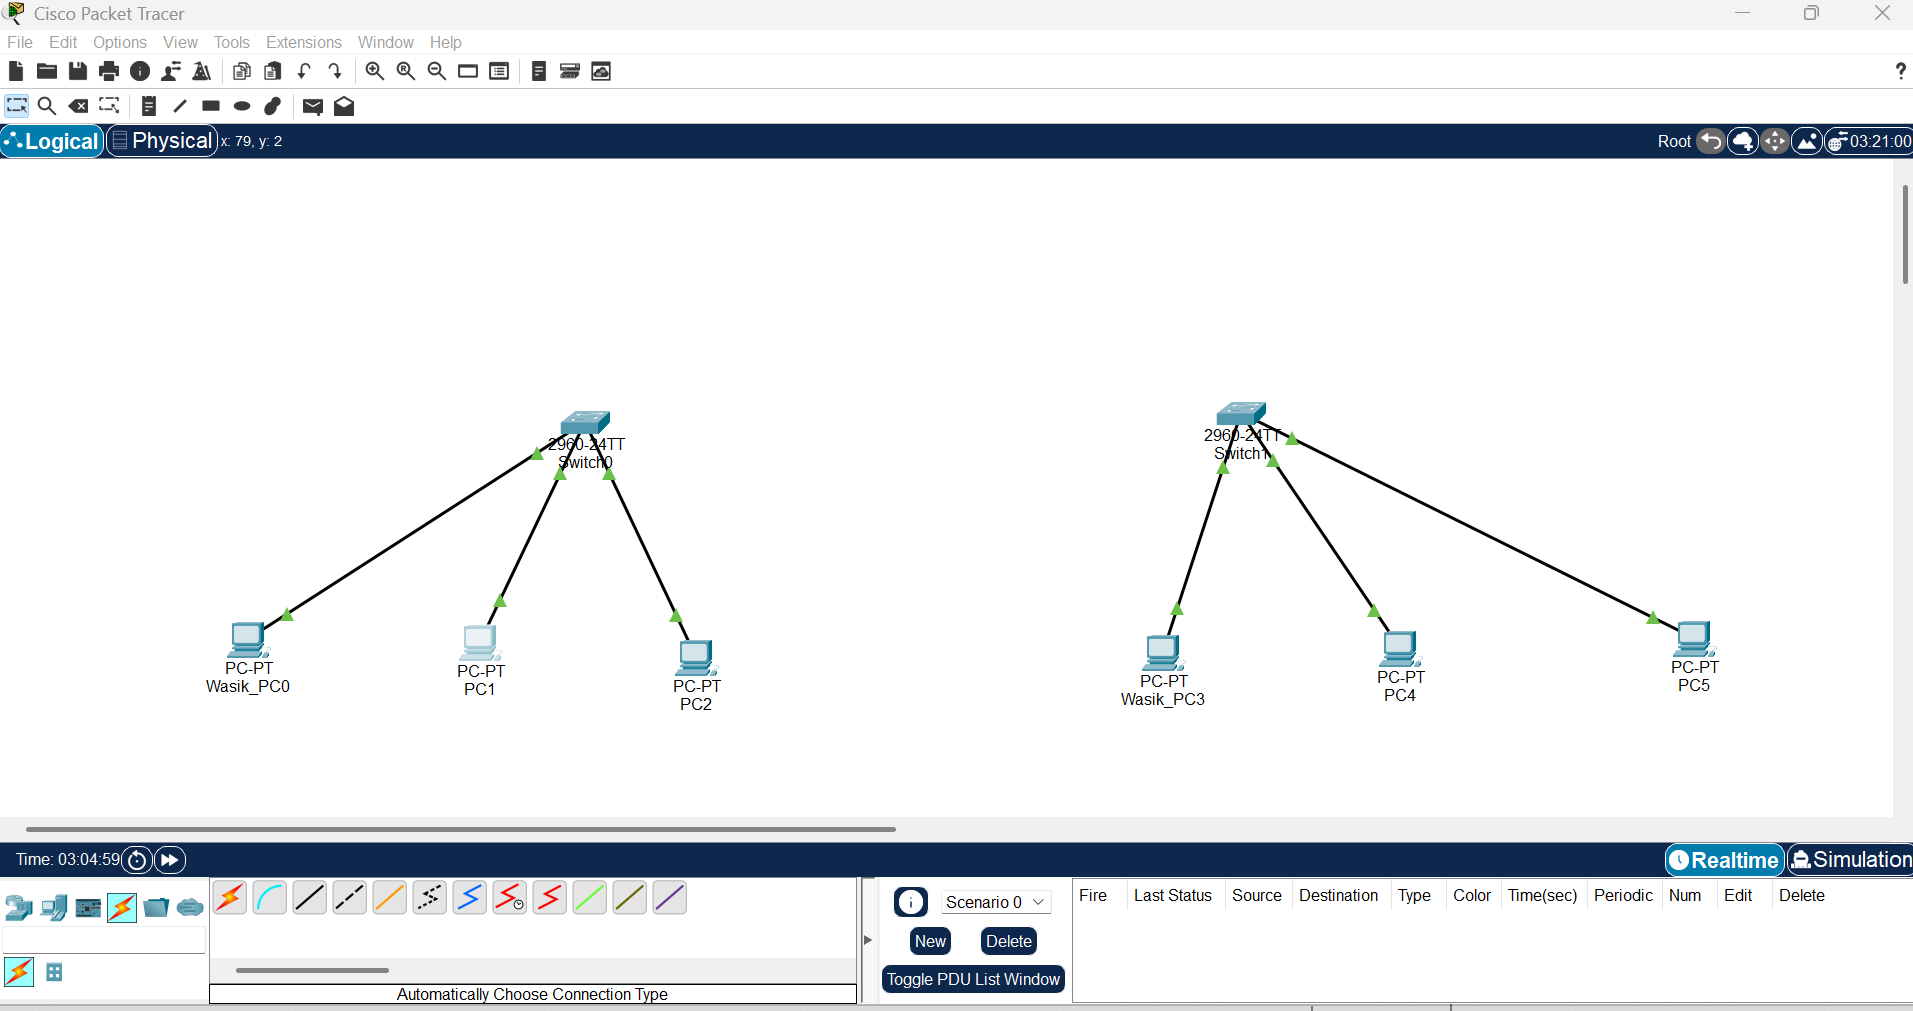 Cisco Packet Tracer
File Edit Options View Tools Extensions Window Help
?
Logical Physical x: 79, y: 2 Root 03:21:00
2960-24TT
Switch0
2960-24TT
Switch1
PC-PT
Wasik_PC0
PC-PT
PC1
PC-PT
PC2
PC-PT
Wasik_PC3
PC-PT
PC4
PC-PT
PC5
Time: 03:04:59 Realtime Simulation
Scenario 0
New Delete
Toggle PDU List Window
Fire Last Status Source Destination Type Color Time(sec) Periodic Num Edit Delete
Automatically Choose Connection Type